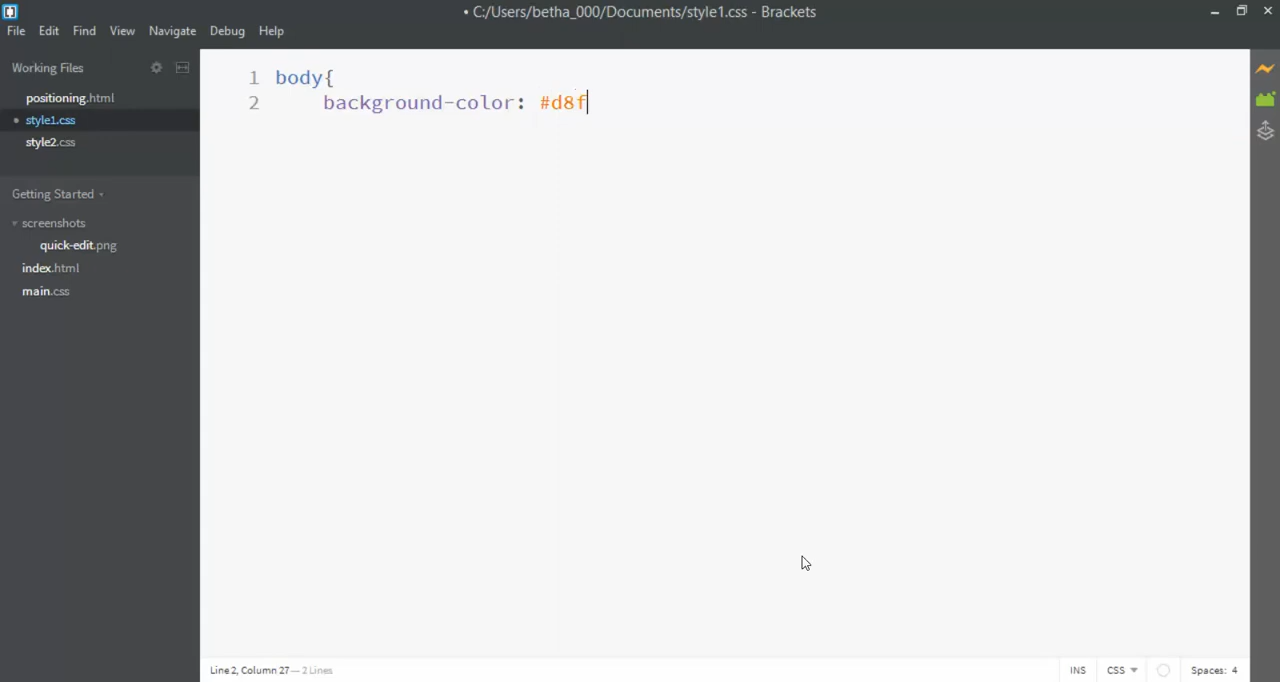 • C:/Users/betha_000/Documents/style1.css - Brackets
File Edit Find View Navigate Debug Help
Working Files
positioning.html
• style1.css
style2.css
Getting Started
screenshots
quick-edit.png
index.html
main.css
1 body{
2 background-color: #d8f
Line 2, Column 27 — 2 Lines
INS CSS Spaces: 4